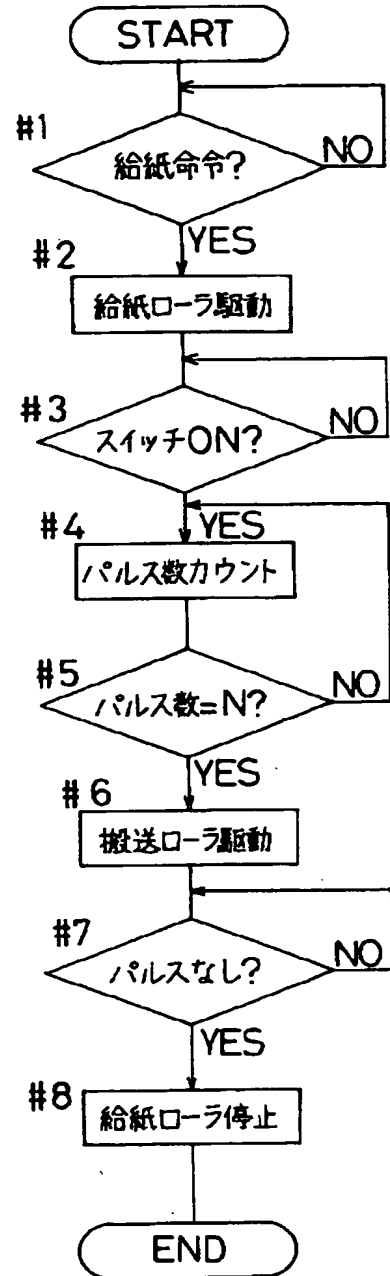 START
#1
給紙命令?
NO
YES
#2
給紙ローラ駆動
#3
スイッチON?
NO
YES
#4
パルス数カウント
#5
パルス数=N?
NO
YES
#6
搬送ローラ駆動
#7
パルスなし?
NO
YES
#8
給紙ローラ停止
END